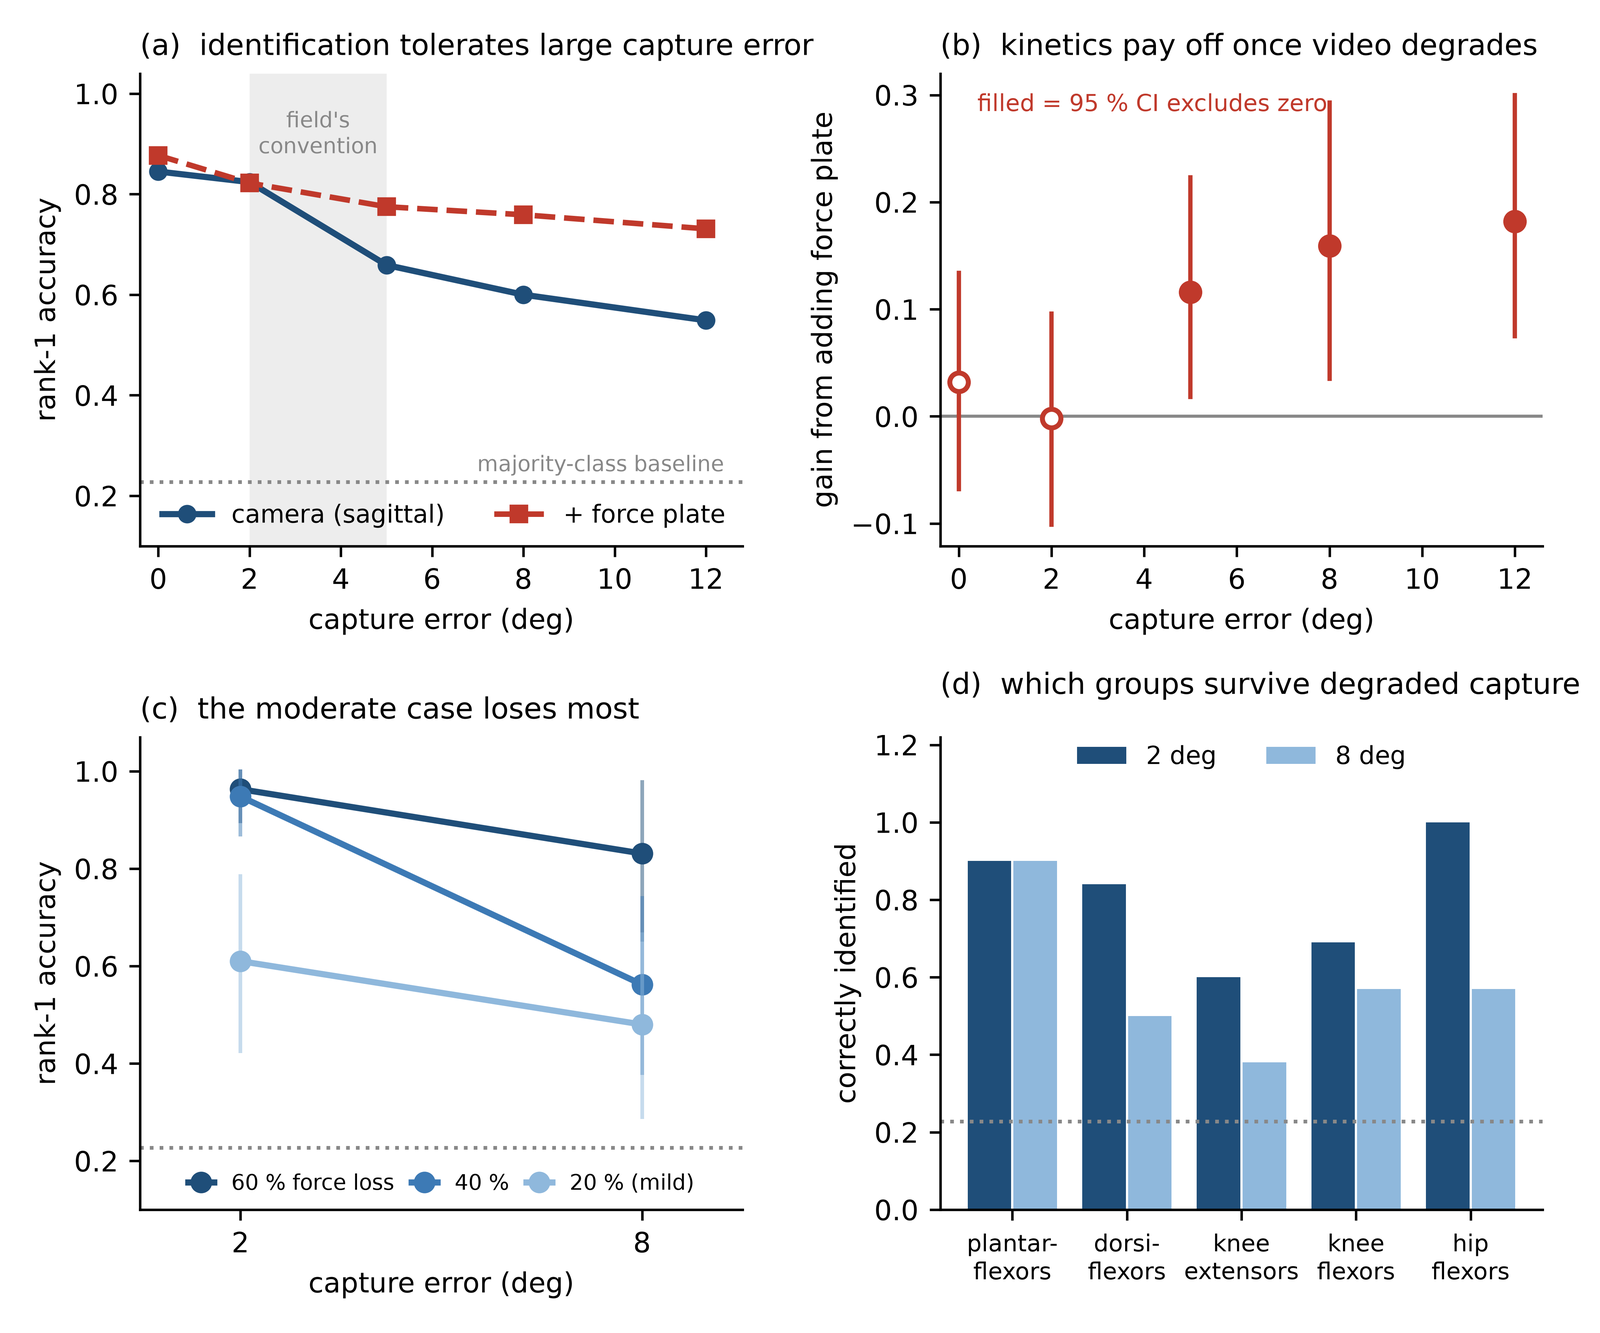 (a)  identification tolerates large capture error
1.0
0.8
0.6
0.4
0.2
rank-1 accuracy
field's
convention
majority-class baseline
camera (sagittal)
+ force plate
0 2 4 6 8 10 12
capture error (deg)
(b)  kinetics pay off once video degrades
0.3
0.2
0.1
0.0
−0.1
gain from adding force plate
filled = 95 % CI excludes zero
0 2 4 6 8 10 12
capture error (deg)
(c)  the moderate case loses most
1.0
0.8
0.6
0.4
0.2
rank-1 accuracy
60 % force loss
40 %
20 % (mild)
2 8
capture error (deg)
(d)  which groups survive degraded capture
1.2
1.0
0.8
0.6
0.4
0.2
0.0
correctly identified
2 deg
8 deg
plantar-
flexors
dorsi-
flexors
knee
extensors
knee
flexors
hip
flexors